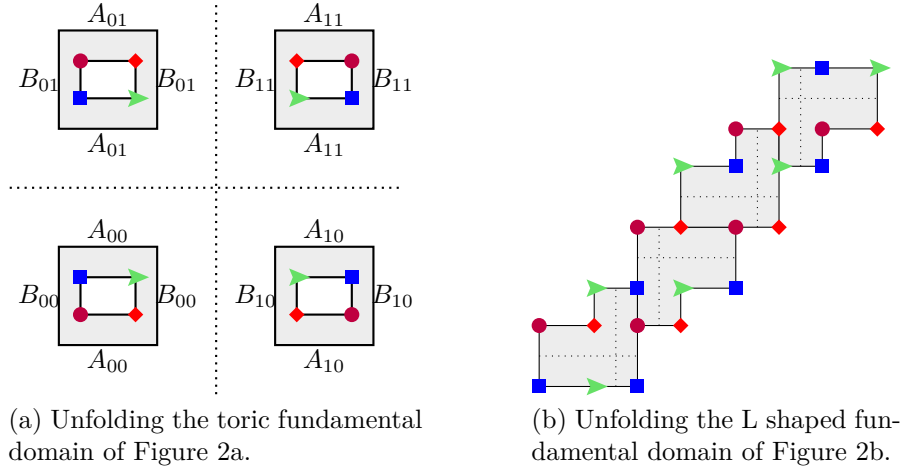 A₀₁ A₁₁
B₀₁ B₀₁ B₁₁ B₁₁
A₀₁ A₁₁
A₀₀ A₁₀
B₀₀ B₀₀ B₁₀ B₁₀
A₀₀ A₁₀
(a) Unfolding the toric fundamental
domain of Figure 2a.
(b) Unfolding the L shaped fun-
damental domain of Figure 2b.